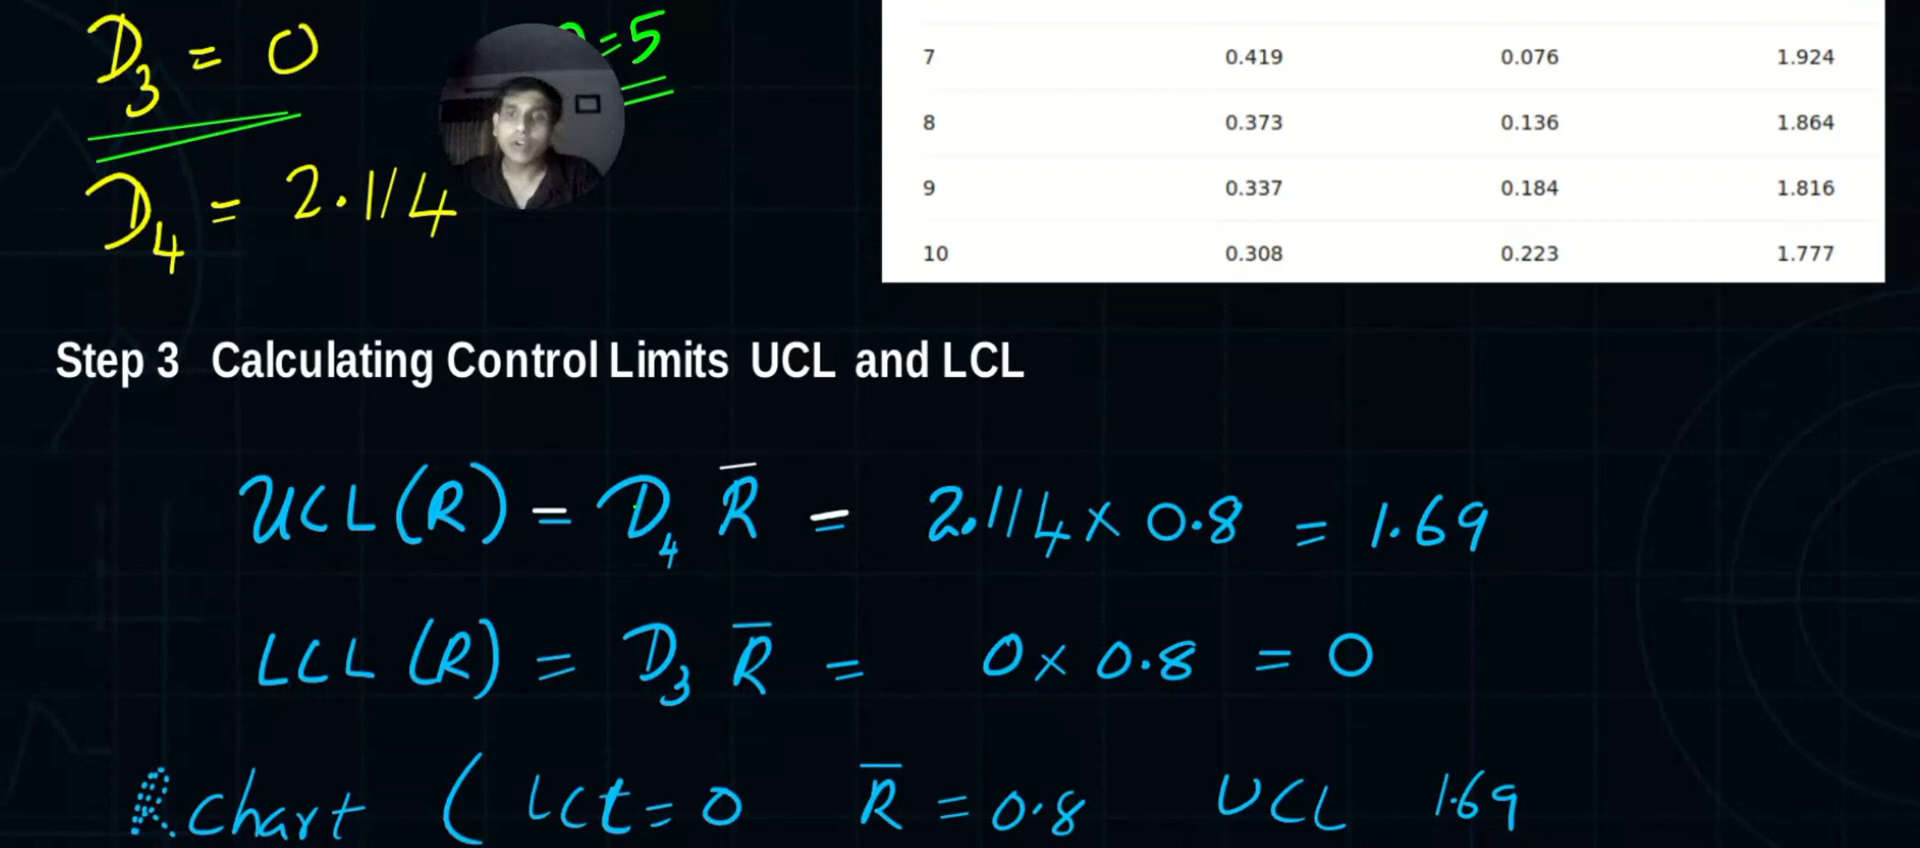 D3 = 0
=5
D4 = 2.114
7 0.419 0.076 1.924
8 0.373 0.136 1.864
9 0.337 0.184 1.816
10 0.308 0.223 1.777
Step 3 Calculating Control Limits UCL and LCL
UCL (R) = D4 R̅ = 2.114 × 0.8 = 1.69
LCL (R) = D3 R̅ = 0 × 0.8 = 0
R chart ( LCL = 0 R̅ = 0.8 UCL 1.69